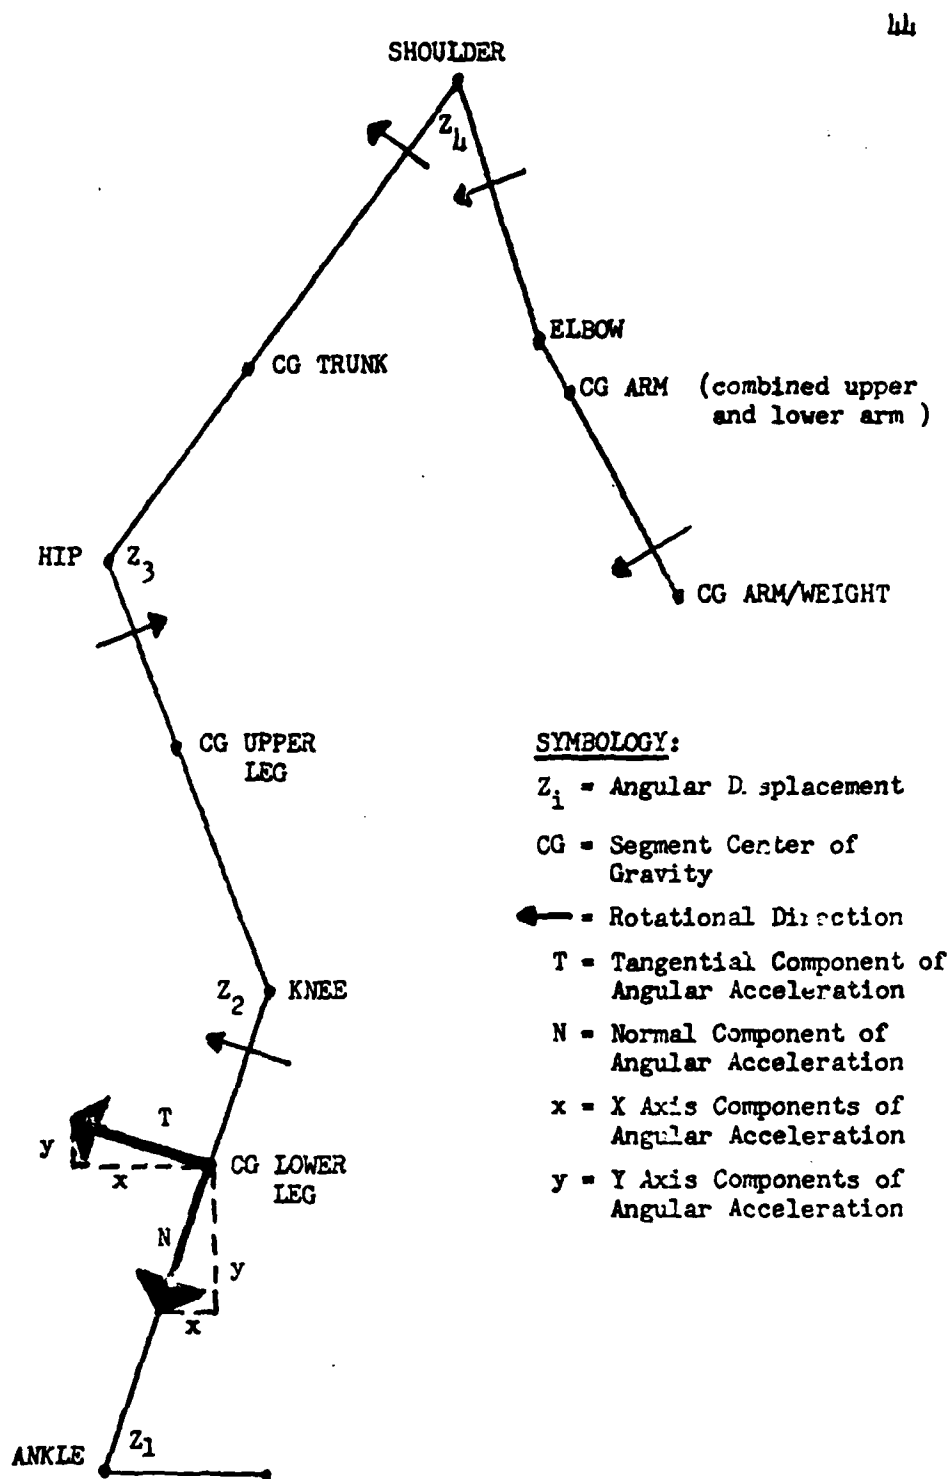 44
SHOULDER
Z4
ELBOW
CG TRUNK
CG ARM (combined upper
and lower arm )
HIP Z3
CG ARM/WEIGHT
CG UPPER
LEG
SYMBOLOGY:
Zi = Angular D. splacement
CG = Segment Center of
Gravity
= Rotational Direction
Z2 KNEE
T = Tangential Component of
Angular Acceleration
N = Normal Component of
Angular Acceleration
T
x = X Axis Components of
Angular Acceleration
y
x
CG LOWER
LEG
y = Y Axis Components of
Angular Acceleration
N
y
x
ANKLE Z1